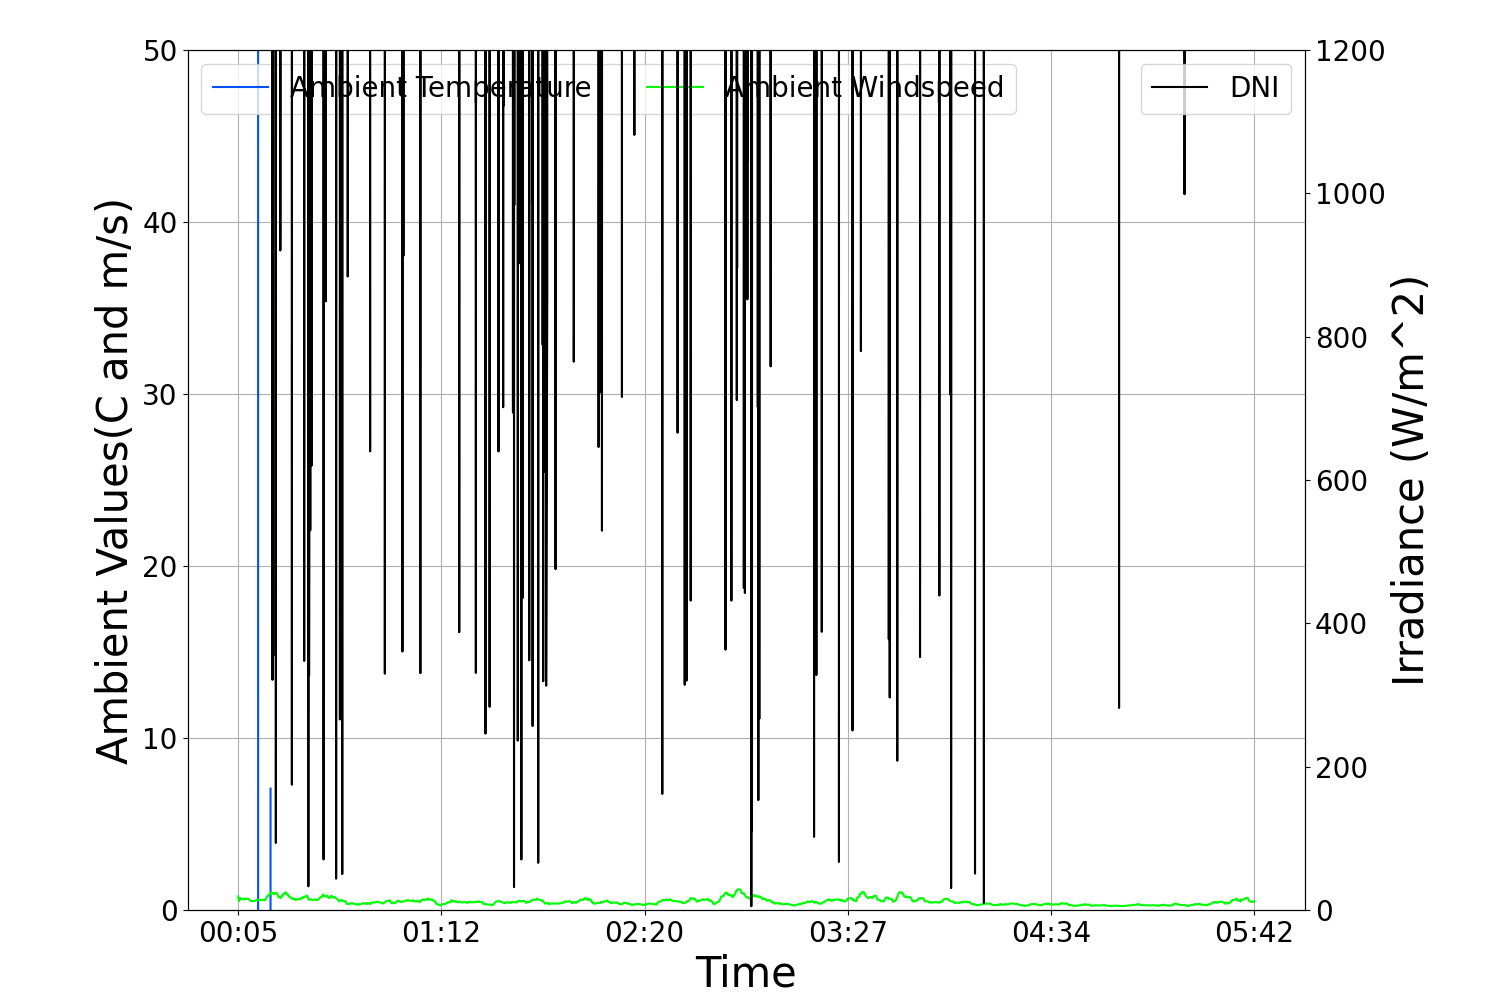 Ambient Temperature
Ambient Windspeed
DNI
50
40
30
20
10
0
Ambient Values(C and m/s)
1200
1000
800
600
400
200
0
Irradiance (W/m^2)
00:05 01:12 02:20 03:27 04:34 05:42
Time